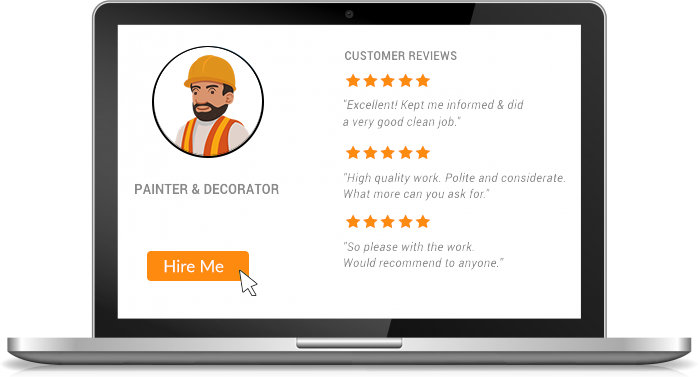 PAINTER & DECORATOR
Hire Me
CUSTOMER REVIEWS
"Excellent! Kept me informed & did
a very good clean job."
"High quality work. Polite and considerate.
What more can you ask for."
"So please with the work.
Would recommend to anyone."